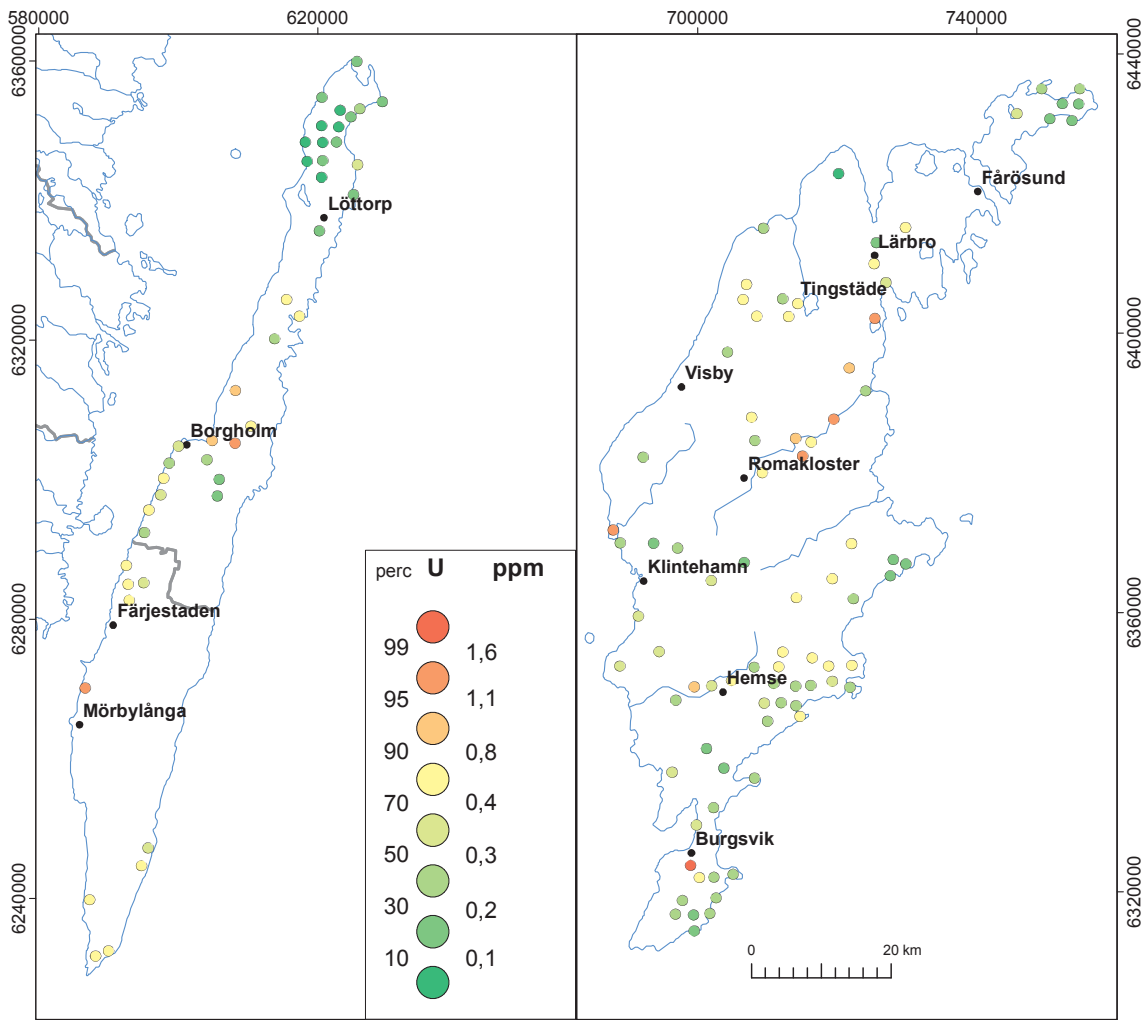 580000
620000
700000
740000
6360000
6320000
6280000
6240000
6440000
6400000
6360000
6320000
Löttorp
Borgholm
Färjestaden
Mörbylånga
Fårösund
Lärbro
Tingstäde
Visby
Romakloster
Klintehamn
Hemse
Burgsvik
perc U ppm
99 1,6
95 1,1
90 0,8
70 0,4
50 0,3
30 0,2
10 0,1
0 20 km